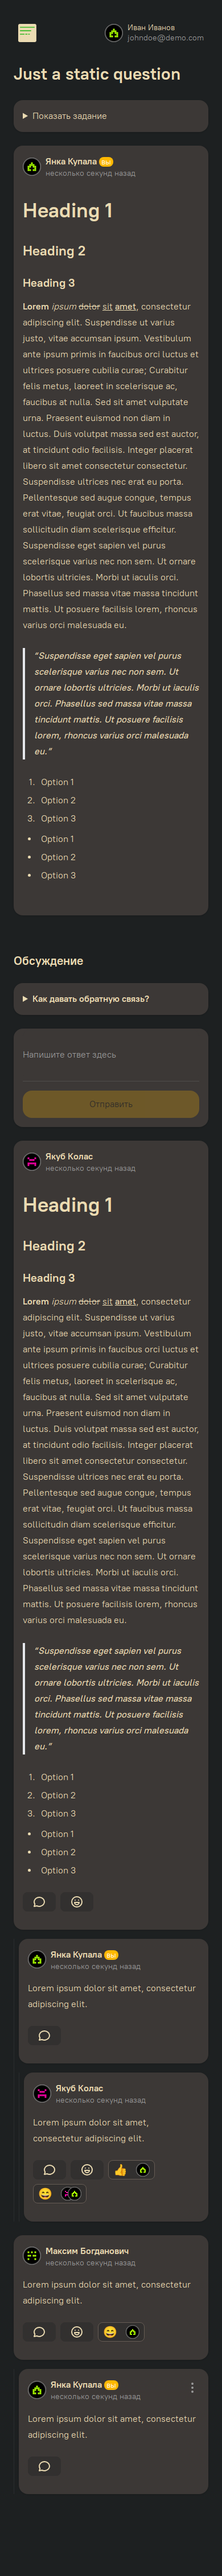 Иван Иванов
johndoe@demo.com
Just a static question
Показать задание
Янка Купала вы
несколько секунд назад
Heading 1
Heading 2
Heading 3
Lorem ipsum dolor sit amet, consectetur
adipiscing elit. Suspendisse ut varius
justo, vitae accumsan ipsum. Vestibulum
ante ipsum primis in faucibus orci luctus et
ultrices posuere cubilia curae; Curabitur
felis metus, laoreet in scelerisque ac,
faucibus at nulla. Sed sit amet vulputate
urna. Praesent euismod non diam in
luctus. Duis volutpat massa sed est auctor,
at tincidunt odio facilisis. Integer placerat
libero sit amet consectetur consectetur.
Suspendisse ultrices nec erat eu porta.
Pellentesque sed augue congue, tempus
erat vitae, feugiat orci. Ut faucibus massa
sollicitudin diam scelerisque efficitur.
Suspendisse eget sapien vel purus
scelerisque varius nec non sem. Ut ornare
lobortis ultricies. Morbi ut iaculis orci.
Phasellus sed massa vitae massa tincidunt
mattis. Ut posuere facilisis lorem, rhoncus
varius orci malesuada eu.
“Suspendisse eget sapien vel purus
scelerisque varius nec non sem. Ut
ornare lobortis ultricies. Morbi ut iaculis
orci. Phasellus sed massa vitae massa
tincidunt mattis. Ut posuere facilisis
lorem, rhoncus varius orci malesuada
eu.”
1. Option 1
2. Option 2
3. Option 3
• Option 1
• Option 2
• Option 3
Обсуждение
Как давать обратную связь?
Напишите ответ здесь
Отправить
Якуб Колас
несколько секунд назад
Heading 1
Heading 2
Heading 3
Lorem ipsum dolor sit amet, consectetur
adipiscing elit. Suspendisse ut varius
justo, vitae accumsan ipsum. Vestibulum
ante ipsum primis in faucibus orci luctus et
ultrices posuere cubilia curae; Curabitur
felis metus, laoreet in scelerisque ac,
faucibus at nulla. Sed sit amet vulputate
urna. Praesent euismod non diam in
luctus. Duis volutpat massa sed est auctor,
at tincidunt odio facilisis. Integer placerat
libero sit amet consectetur consectetur.
Suspendisse ultrices nec erat eu porta.
Pellentesque sed augue congue, tempus
erat vitae, feugiat orci. Ut faucibus massa
sollicitudin diam scelerisque efficitur.
Suspendisse eget sapien vel purus
scelerisque varius nec non sem. Ut ornare
lobortis ultricies. Morbi ut iaculis orci.
Phasellus sed massa vitae massa tincidunt
mattis. Ut posuere facilisis lorem, rhoncus
varius orci malesuada eu.
“Suspendisse eget sapien vel purus
scelerisque varius nec non sem. Ut
ornare lobortis ultricies. Morbi ut iaculis
orci. Phasellus sed massa vitae massa
tincidunt mattis. Ut posuere facilisis
lorem, rhoncus varius orci malesuada
eu.”
1. Option 1
2. Option 2
3. Option 3
• Option 1
• Option 2
• Option 3
Янка Купала вы
несколько секунд назад
Lorem ipsum dolor sit amet, consectetur
adipiscing elit.
Якуб Колас
несколько секунд назад
Lorem ipsum dolor sit amet,
consectetur adipiscing elit.
Максим Богданович
несколько секунд назад
Lorem ipsum dolor sit amet, consectetur
adipiscing elit.
Янка Купала вы
несколько секунд назад
Lorem ipsum dolor sit amet, consectetur
adipiscing elit.